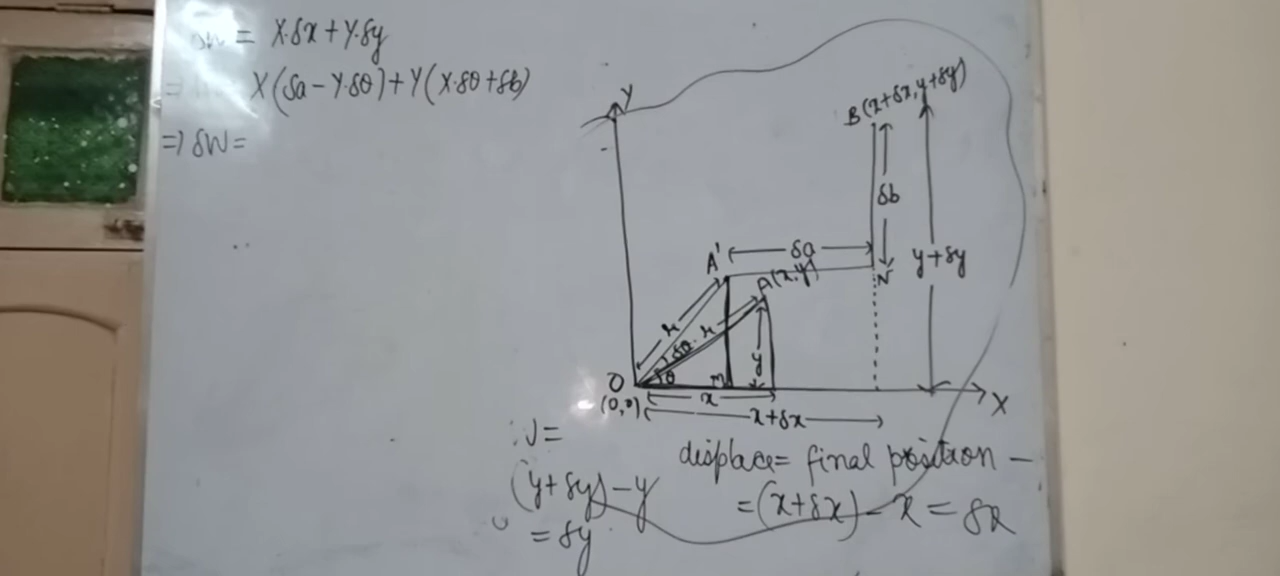 = X·δx + Y·δy
X(δa − Y·δθ) + Y(X·δθ + δb)
⇒ δW =
Y
B(x+δx, y+δy)
δb
A'
δa
A(x,y)
N
y+δy
r
r
δθ
θ
y
O
(0,0)
M
x
X
x+δx
displace = final position −
= (x+δx) − x = δx
(y+δy) − y
= δy